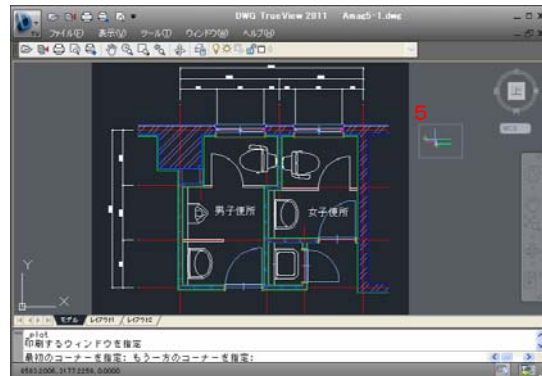 DWG TrueView 2011 Amag5-1.dwg
ファイル(F) 表示(V) ツール(T) ウィンドウ(W) ヘルプ(H)
上
5
WCS
男子便所
女子便所
Y
X
モデル レイアウト1 レイアウト2
_plot
印刷するウィンドウを指定
最初のコーナーを指定: もう一方のコーナーを指定: